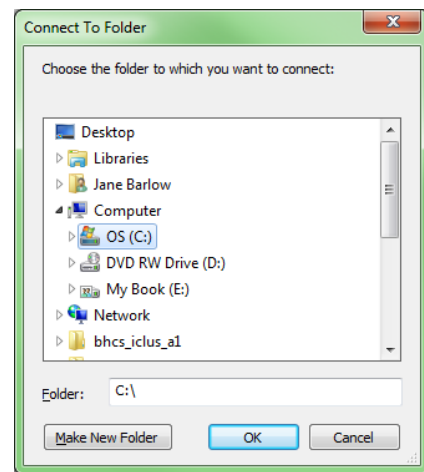 Connect To Folder
Choose the folder to which you want to connect:
Desktop
Libraries
Jane Barlow
Computer
OS (C:)
DVD RW Drive (D:)
My Book (E:)
Network
bhcs_iclus_a1
Folder: C:\
Make New Folder OK Cancel